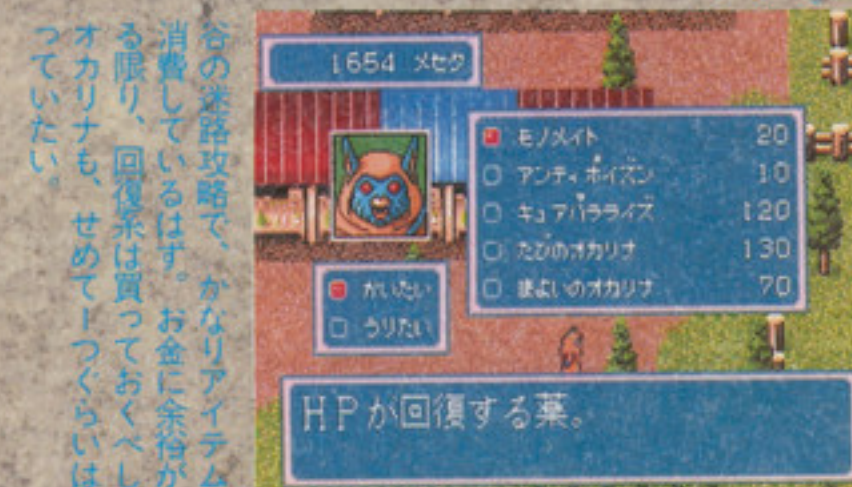 谷の迷路攻略で、かなりアイテム
消費しているはず。お金に余裕が
る限り、回復系は買っておくべし
オカリナも、せめて一つぐらいは
っていたい。
1654 メセタ
モノメイト 20
アンティポイズン 10
キュアパラライズ 120
たびのオカリナ 130
まよいのオカリナ 70
かいたい
うりたい
HPが回復する薬。